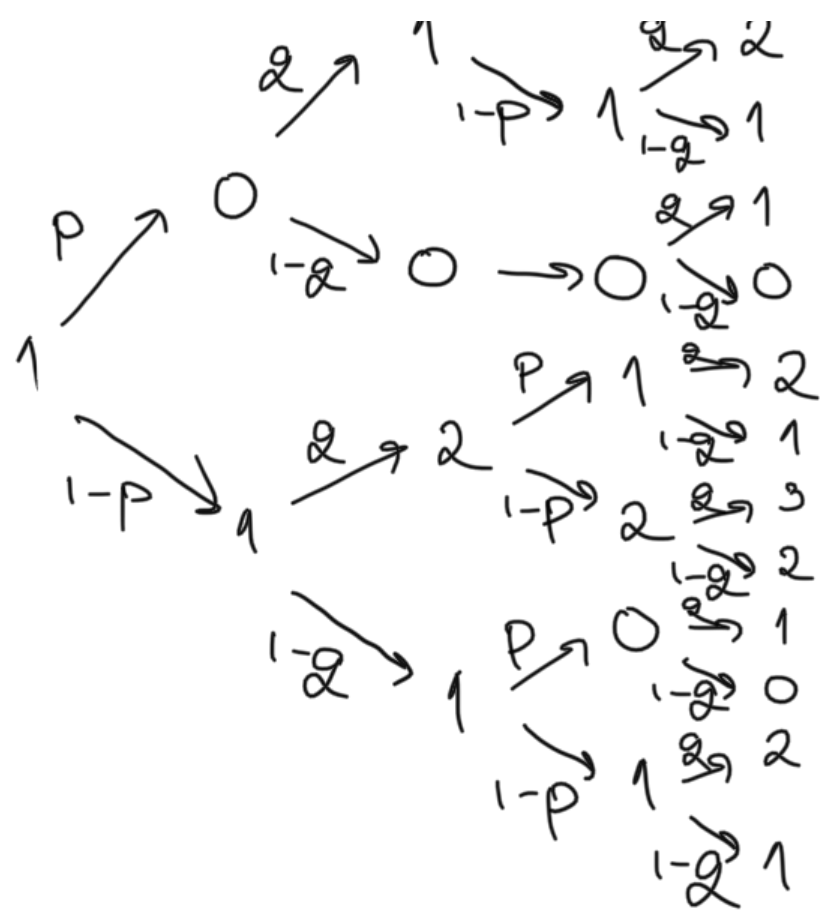 q 1 q 2
1-p 1 1-q 1
p 0 q 1
1-q 0 0 1-q 0
1 p 1 q 2
q 2 1-q 1
1-p 1-p 2 q 3
1 1-q 2
1-q p 0 q 1
1 1-q 0
1-p 1 q 2
1-q 1